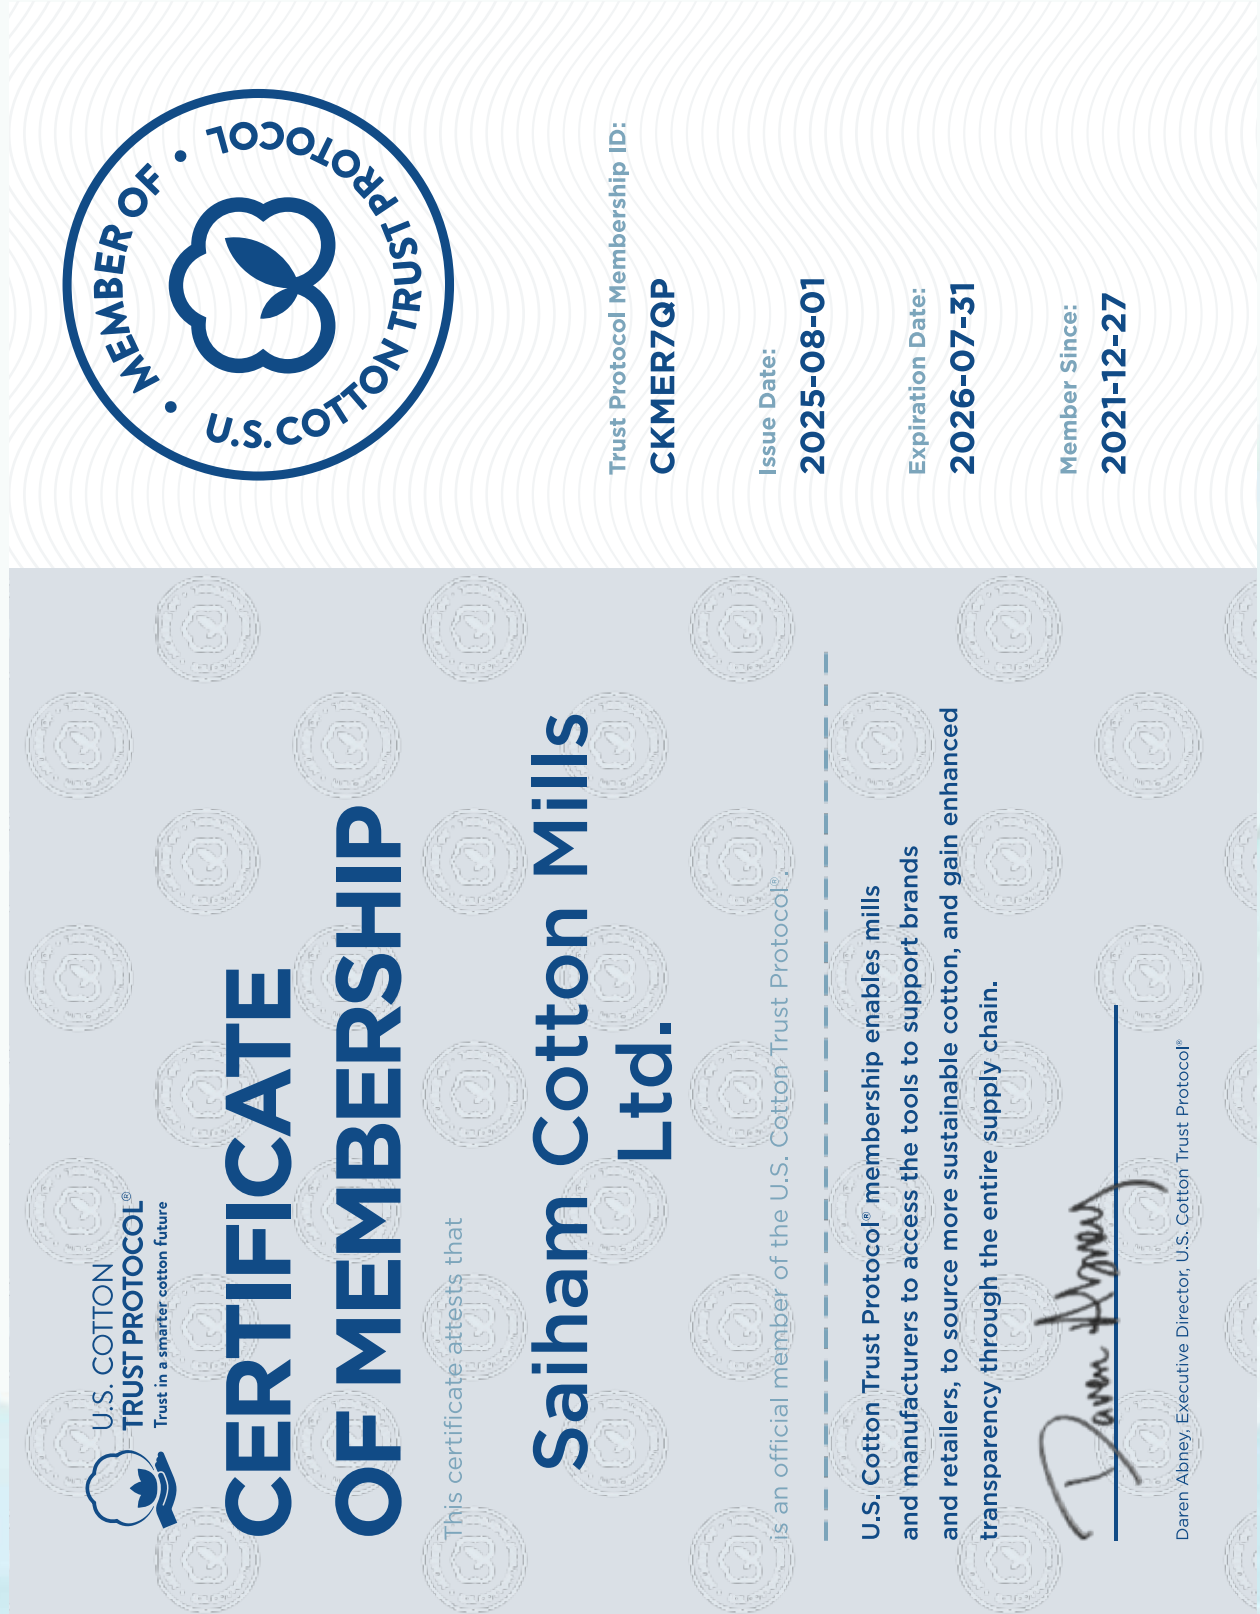 U.S. COTTON
TRUST PROTOCOL®
Trust in a smarter cotton future
CERTIFICATE
OF MEMBERSHIP
This certificate attests that
Saiham Cotton Mills
Ltd.
is an official member of the U.S. Cotton Trust Protocol®.
U.S. Cotton Trust Protocol® membership enables mills
and manufacturers to access the tools to support brands
and retailers, to source more sustainable cotton, and gain enhanced
transparency through the entire supply chain.
Daren Abney
Daren Abney, Executive Director, U.S. Cotton Trust Protocol®
• MEMBER OF •
U.S. COTTON TRUST PROTOCOL
Trust Protocol Membership ID:
CKMER7QP
Issue Date:
2025-08-01
Expiration Date:
2026-07-31
Member Since:
2021-12-27